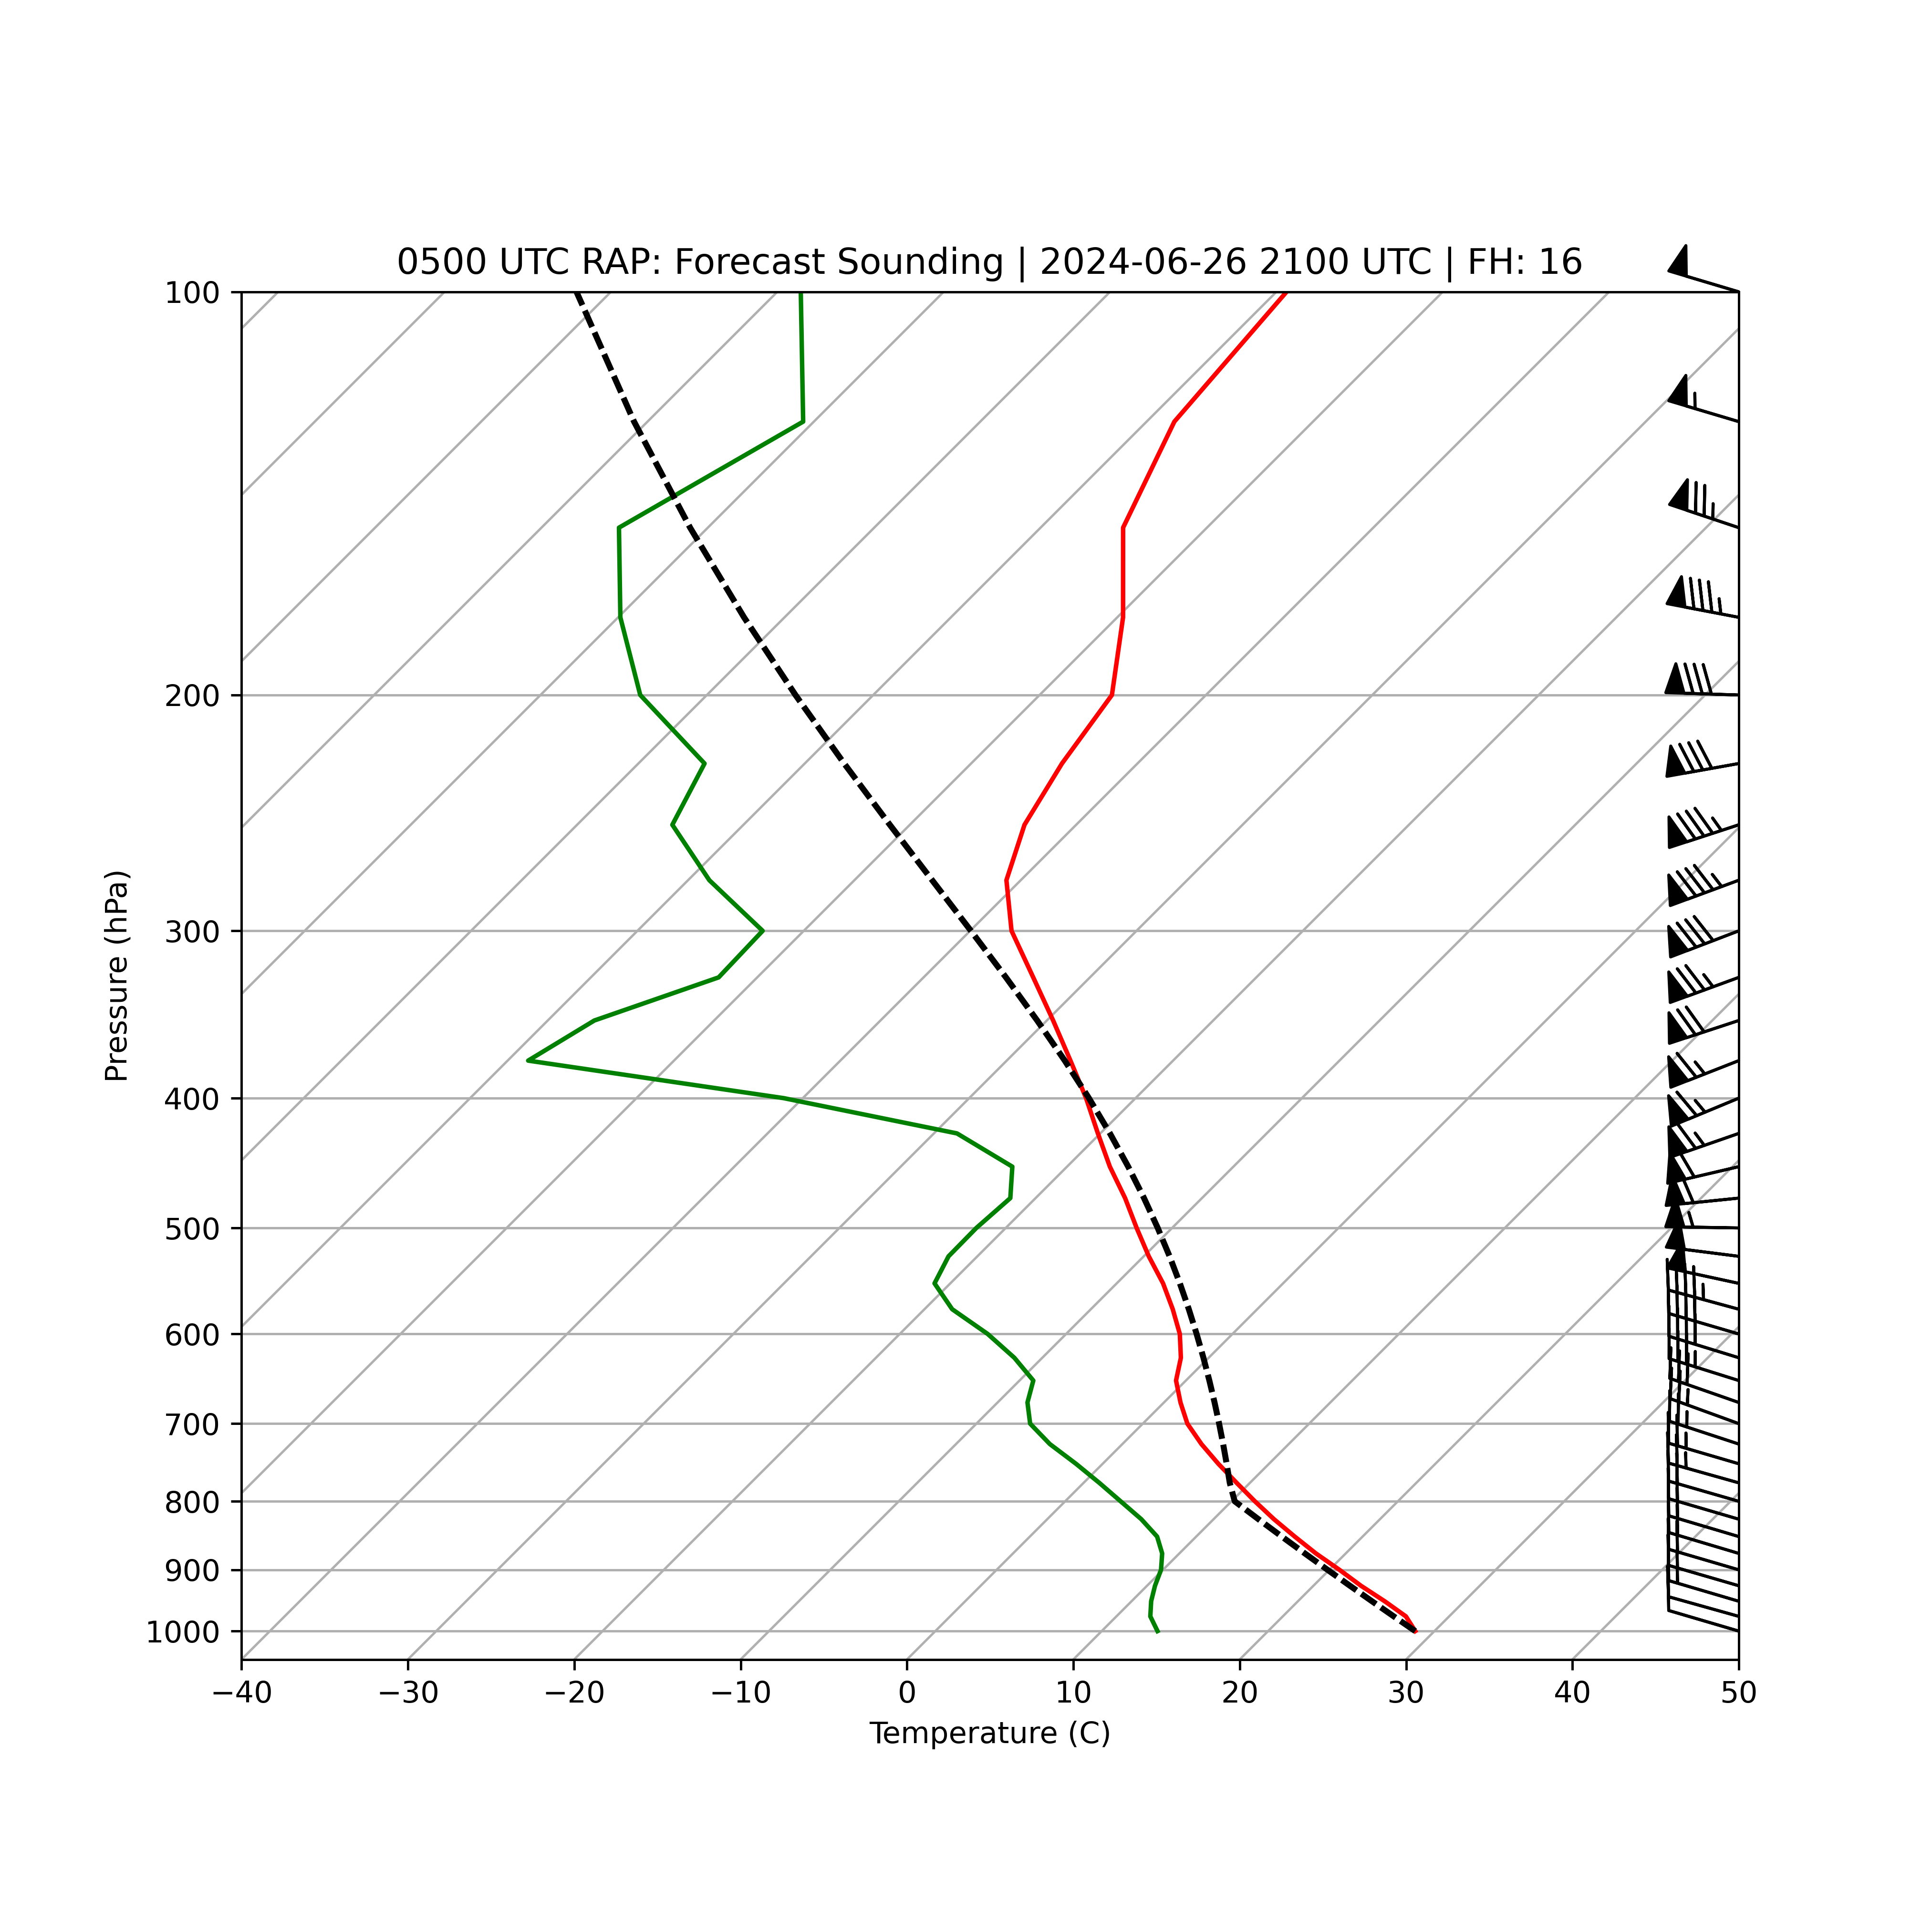 0500 UTC RAP: Forecast Sounding | 2024-06-26 2100 UTC | FH: 16
100
200
300
400
500
600
700
800
900
1000
Pressure (hPa)
−40 −30 −20 −10 0 10 20 30 40 50
Temperature (C)